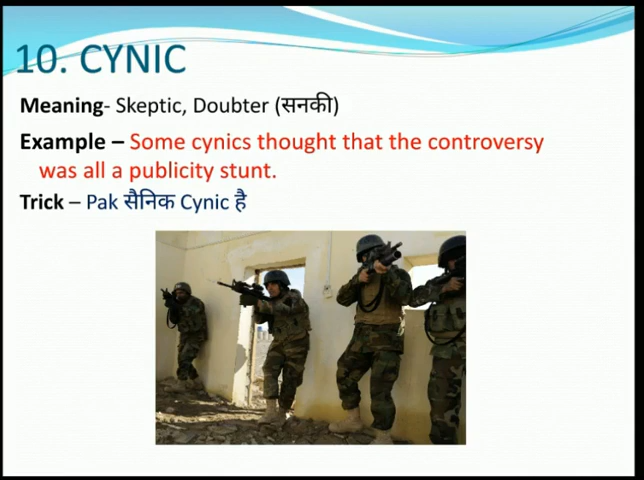 10. CYNIC
Meaning- Skeptic, Doubter (सनकी)
Example – Some cynics thought that the controversy
was all a publicity stunt.
Trick – Pak सैनिक Cynic है